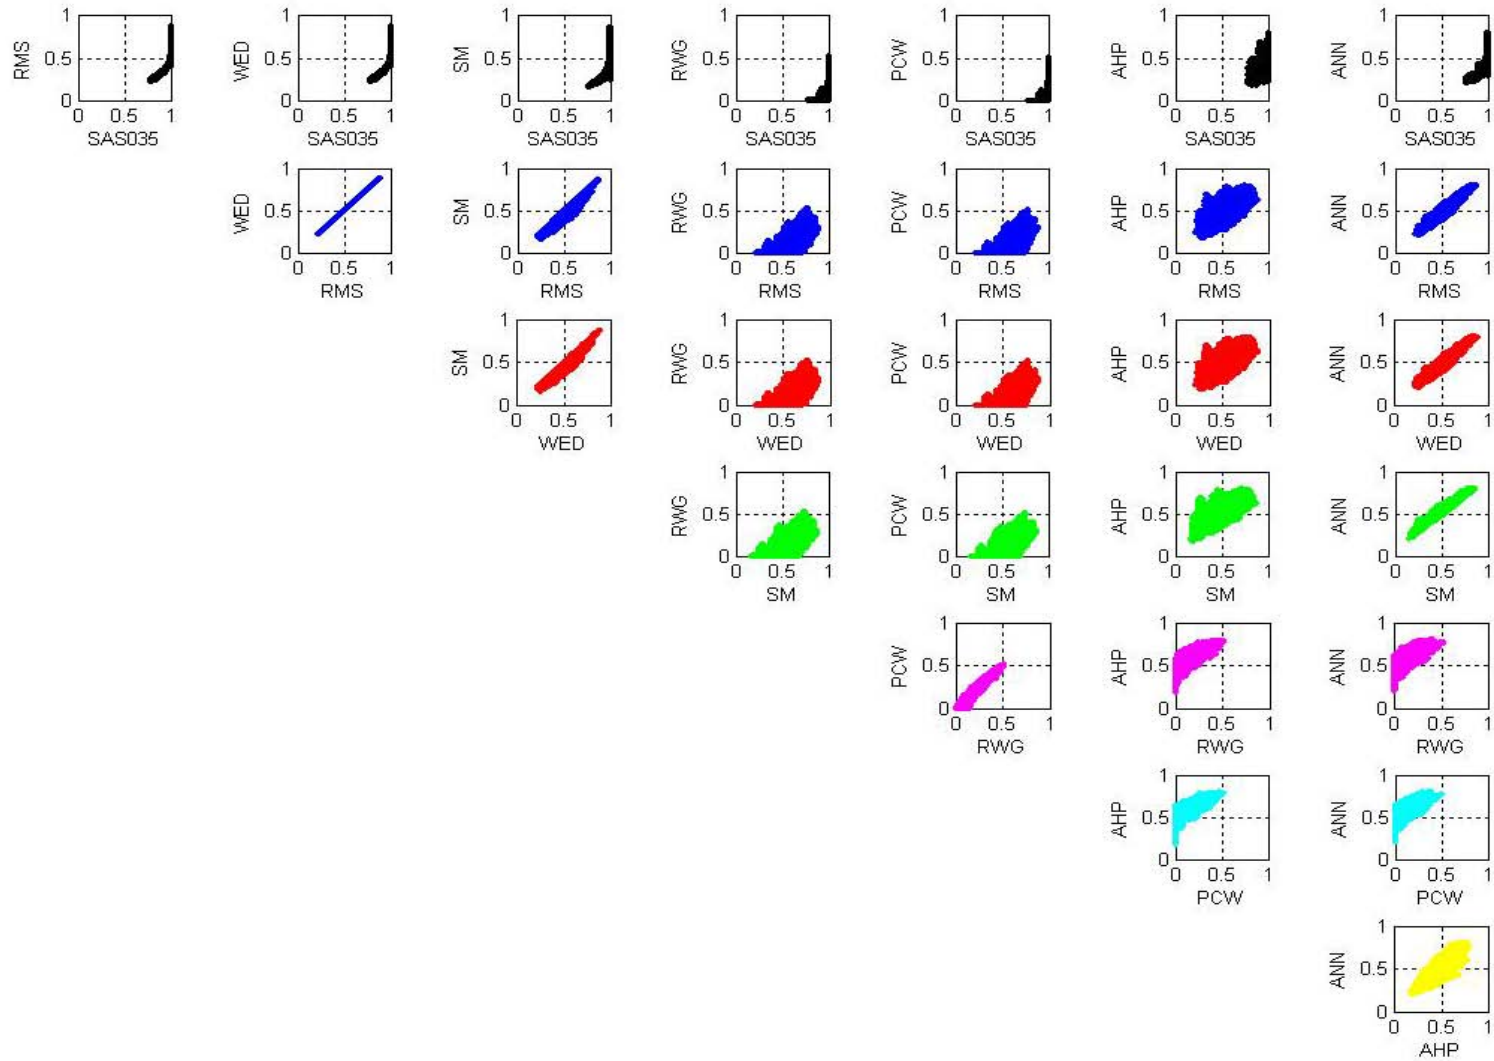 1 1 1 1 1 1 1
RMS 0.5 WED 0.5 SM 0.5 RWG 0.5 PCW 0.5 AHP 0.5 ANN 0.5
0 0 0 0 0 0 0
0 0.5 1 0 0.5 1 0 0.5 1 0 0.5 1 0 0.5 1 0 0.5 1 0 0.5 1
SAS035 SAS035 SAS035 SAS035 SAS035 SAS035 SAS035
1 1 1 1 1 1
WED 0.5 SM 0.5 RWG 0.5 PCW 0.5 AHP 0.5 ANN 0.5
0 0 0 0 0 0
0 0.5 1 0 0.5 1 0 0.5 1 0 0.5 1 0 0.5 1 0 0.5 1
RMS RMS RMS RMS RMS RMS
1 1 1 1 1
SM 0.5 RWG 0.5 PCW 0.5 AHP 0.5 ANN 0.5
0 0 0 0 0
0 0.5 1 0 0.5 1 0 0.5 1 0 0.5 1 0 0.5 1
WED WED WED WED WED
1 1 1 1
RWG 0.5 PCW 0.5 AHP 0.5 ANN 0.5
0 0 0 0
0 0.5 1 0 0.5 1 0 0.5 1 0 0.5 1
SM SM SM SM
1 1 1
PCW 0.5 AHP 0.5 ANN 0.5
0 0 0
0 0.5 1 0 0.5 1 0 0.5 1
RWG RWG RWG
1 1
AHP 0.5 ANN 0.5
0 0
0 0.5 1 0 0.5 1
PCW PCW
1
ANN 0.5
0
0 0.5 1
AHP